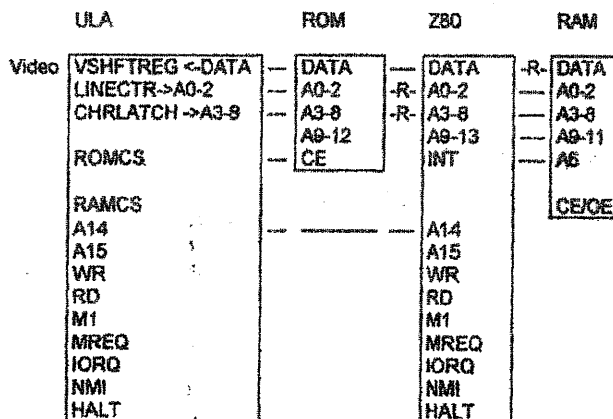 ULA ROM Z80 RAM
Video VSHFTREG <-DATA — DATA — DATA -R- DATA
LINECTR->A0-2 — A0-2 -R- A0-2 — A0-2
CHRLATCH ->A3-8 — A3-8 -R- A3-8 — A3-8
A9-12 A9-13 — A9-11
ROMCS — CE INT — A6
RAMCS CE/OE
A14 — ——— — A14
A15 A15
WR WR
RD RD
M1 M1
MREQ MREQ
IORQ IORQ
NMI NMI
HALT HALT